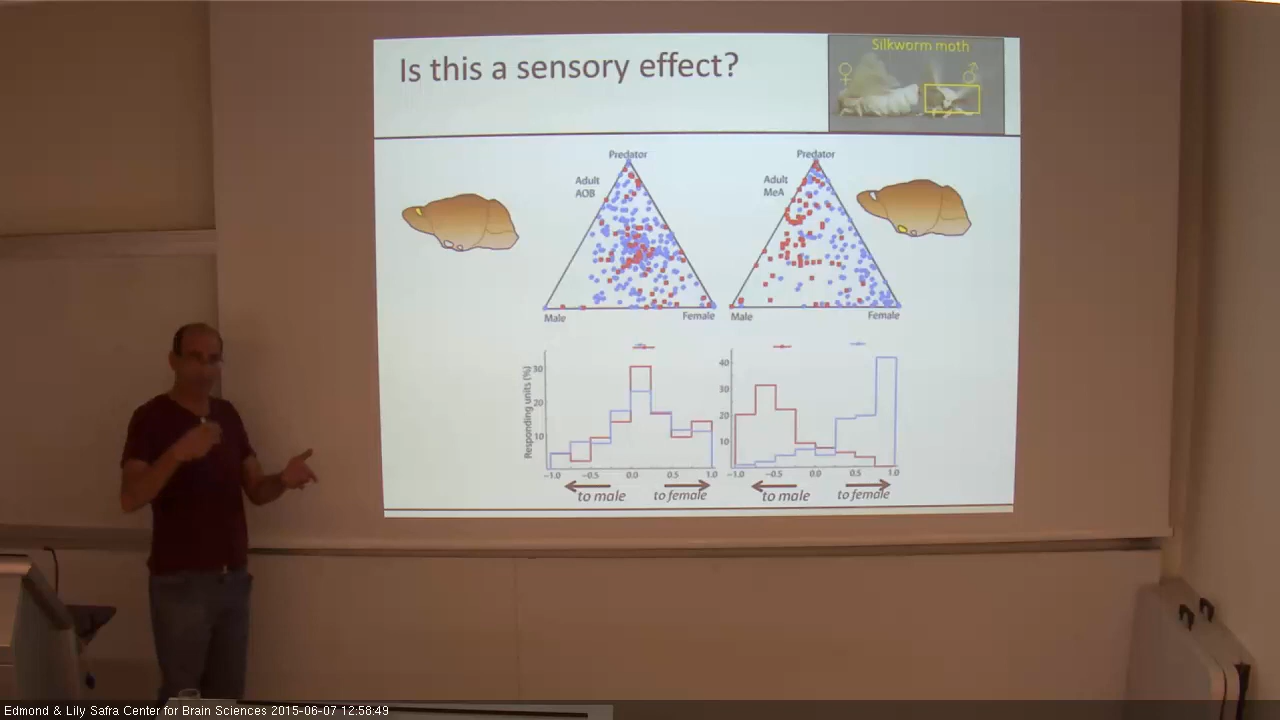 Is this a sensory effect?
Silkworm moth
♀ ♂
Predator
Adult
AOB
Male
Female
Predator
Adult
MeA
Male
Female
Responding units (%)
30
20
10
-1.0 -0.5 0.0 0.5 1.0
to male
to female
40
30
20
10
-1.0 -0.5 0.0 0.5 1.0
to male
to female
Edmond & Lily Safra Center for Brain Sciences 2015-06-07 12:58:49